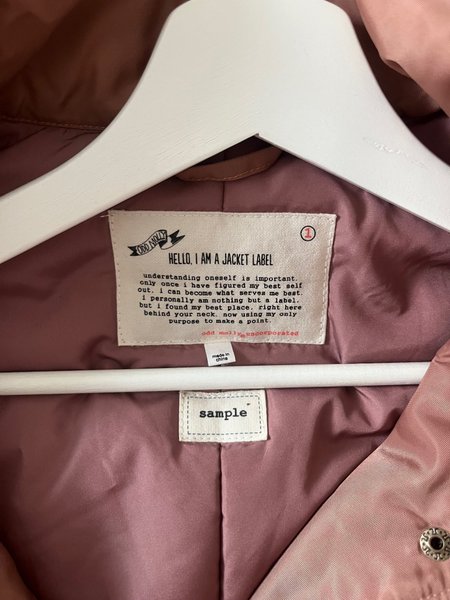 ODD MOLLY
1
HELLO, I AM A JACKET LABEL
understanding oneself is important.
only once i have figured my best self
out, i can become what serves me best.
i personally am nothing but a label.
but i found my best place. right here
behind your neck. now using my only
purpose to make a point.
odd molly unincorporated
made in
china
sample